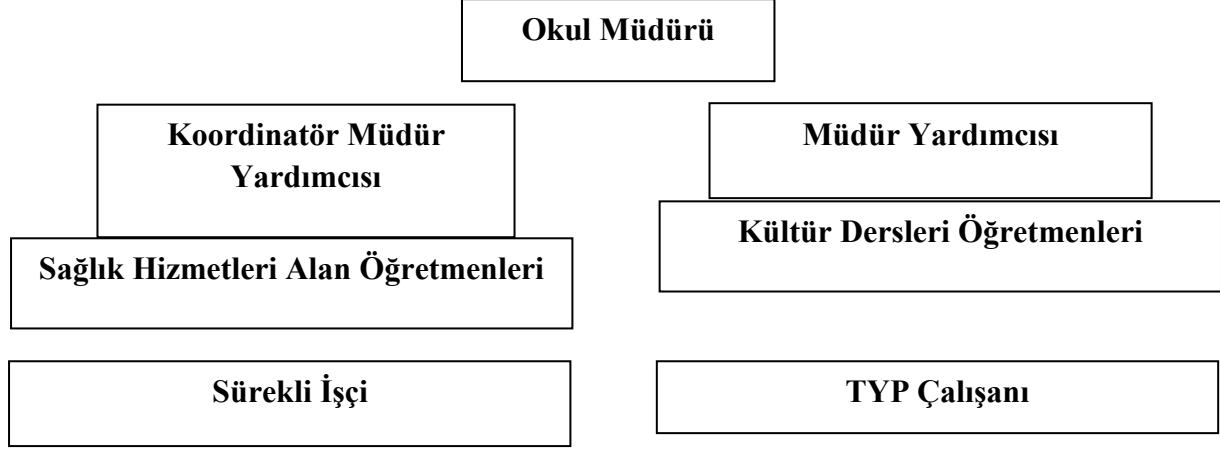 Okul Müdürü
Koordinatör Müdür
Yardımcısı
Müdür Yardımcısı
Sağlık Hizmetleri Alan Öğretmenleri
Kültür Dersleri Öğretmenleri
Sürekli İşçi
TYP Çalışanı